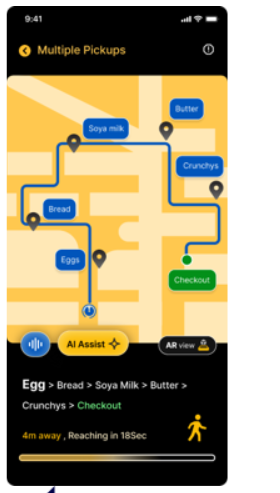 9:41
Multiple Pickups
Butter
Soya milk
Crunchys
Bread
Eggs
Checkout
AI Assist
AR view
Egg > Bread > Soya Milk > Butter >
Crunchys > Checkout
4m away , Reaching in 18Sec